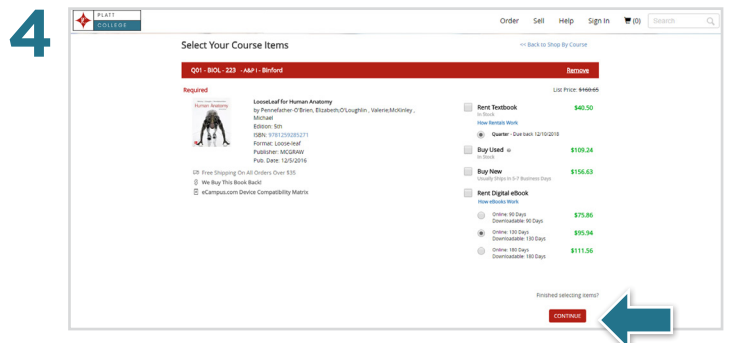 4
PLATT
COLLEGE
Order Sell Help Sign In (0) Search
Select Your Course Items
<< Back to Shop By Course
Q01 - BIOL - 223 - A&P I - Binford Remove
Required
List Price: $160.65
Human Anatomy
LooseLeaf for Human Anatomy
by Pennefather-O'Brien, Elizabeth;O'Loughlin , Valerie;McKinley ,
Michael
Edition: 5th
ISBN: 9781259285271
Format: Loose-leaf
Publisher: MCGRAW
Pub. Date: 12/5/2016
Free Shipping On All Orders Over $35
We Buy This Book Back!
eCampus.com Device Compatibility Matrix
Rent Textbook $40.50
In Stock
How Rentals Work
Quarter - Due back 12/10/2018
Buy Used $109.24
In Stock
Buy New $156.63
Usually Ships in 5-7 Business Days
Rent Digital eBook
How eBooks Work
Online: 90 Days $75.86
Downloadable: 90 Days
Online: 130 Days $95.94
Downloadable: 130 Days
Online: 180 Days $111.56
Downloadable: 180 Days
Finished selecting items?
CONTINUE